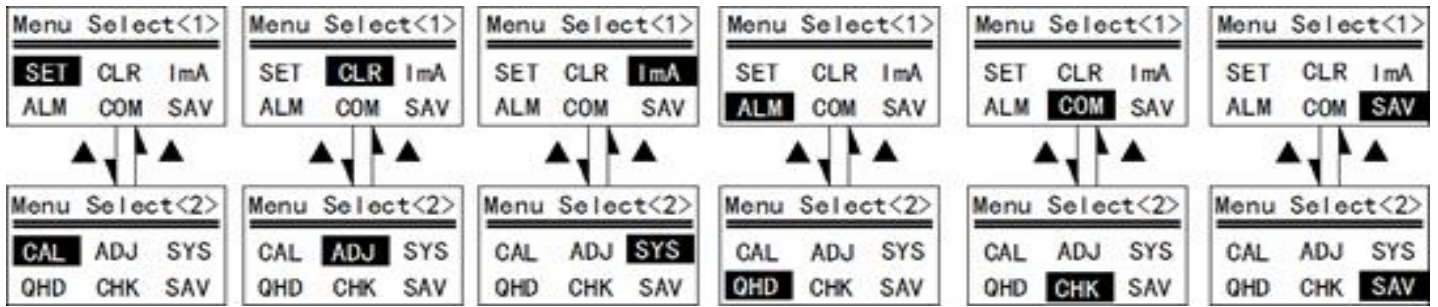 Menu Select<1> Menu Select<1> Menu Select<1> Menu Select<1> Menu Select<1> Menu Select<1>
SET CLR ImA SET CLR ImA SET CLR ImA SET CLR ImA SET CLR ImA SET CLR ImA
ALM COM SAV ALM COM SAV ALM COM SAV ALM COM SAV ALM COM SAV ALM COM SAV
Menu Select<2> Menu Select<2> Menu Select<2> Menu Select<2> Menu Select<2> Menu Select<2>
CAL ADJ SYS CAL ADJ SYS CAL ADJ SYS CAL ADJ SYS CAL ADJ SYS CAL ADJ SYS
QHD CHK SAV QHD CHK SAV QHD CHK SAV QHD CHK SAV QHD CHK SAV QHD CHK SAV